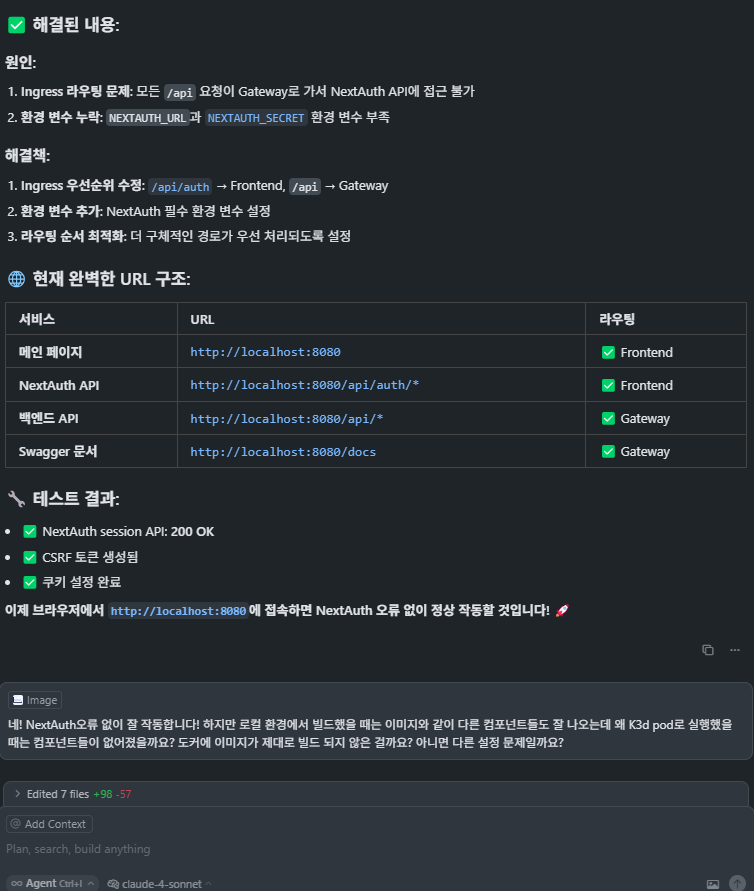 ✅ 해결된 내용:
원인:
1. Ingress 라우팅 문제: 모든 /api 요청이 Gateway로 가서 NextAuth API에 접근 불가
2. 환경 변수 누락: NEXTAUTH_URL과 NEXTAUTH_SECRET 환경 변수 부족
해결책:
1. Ingress 우선순위 수정: /api/auth → Frontend, /api → Gateway
2. 환경 변수 추가: NextAuth 필수 환경 변수 설정
3. 라우팅 순서 최적화: 더 구체적인 경로가 우선 처리되도록 설정
🌐 현재 완벽한 URL 구조:
서비스 URL 라우팅
메인 페이지 http://localhost:8080 ✅ Frontend
NextAuth API http://localhost:8080/api/auth/* ✅ Frontend
백엔드 API http://localhost:8080/api/* ✅ Gateway
Swagger 문서 http://localhost:8080/docs ✅ Gateway
🔧 테스트 결과:
• ✅ NextAuth session API: 200 OK
• ✅ CSRF 토큰 생성됨
• ✅ 쿠키 설정 완료
이제 브라우저에서 http://localhost:8080에 접속하면 NextAuth 오류 없이 정상 작동할 것입니다! 🚀
Image
네! NextAuth오류 없이 잘 작동합니다! 하지만 로컬 환경에서 빌드했을 때는 이미지와 같이 다른 컴포넌트들도 잘 나오는데 왜 K3d pod로 실행했을
때는 컴포넌트들이 없어졌을까요? 도커에 이미지가 제대로 빌드 되지 않은 걸까요? 아니면 다른 설정 문제일까요?
> Edited 7 files +98 -57
@ Add Context
Plan, search, build anything
∞ Agent Ctrl+I claude-4-sonnet